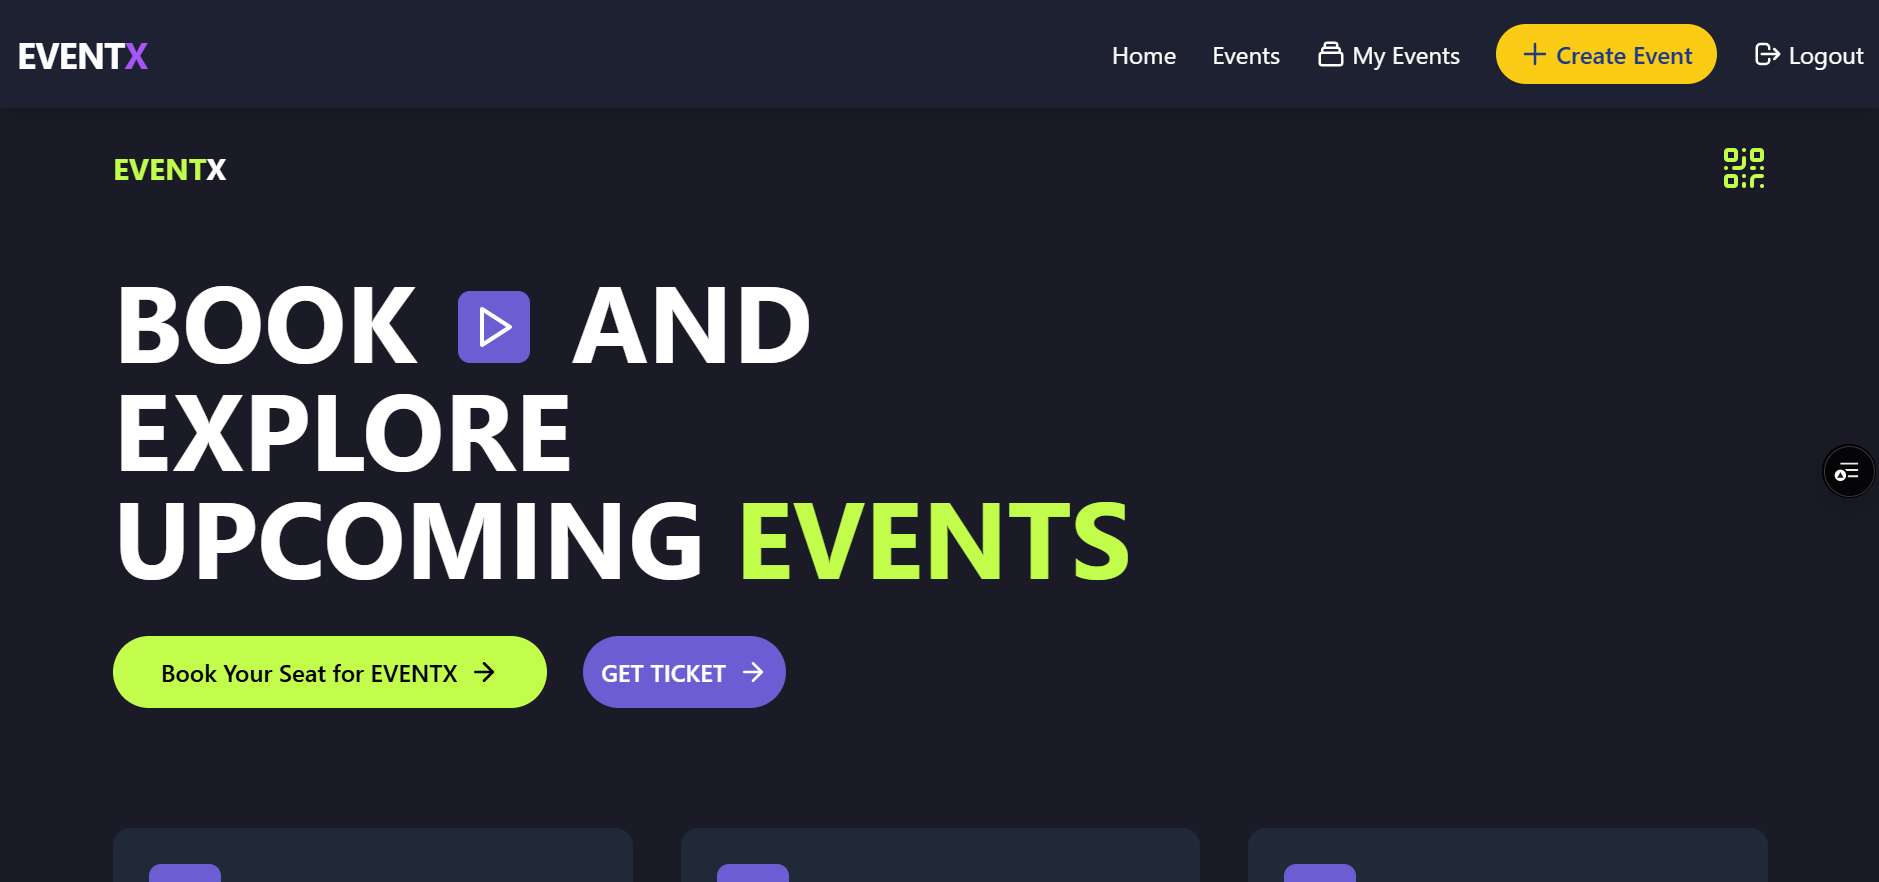 EVENTX
Home Events My Events Create Event Logout
EVENTX
BOOK AND
EXPLORE
UPCOMING EVENTS
Book Your Seat for EVENTX GET TICKET